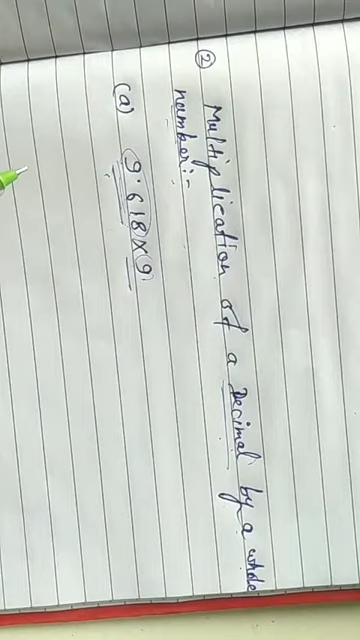 ② Multiplication of a Decimal by a whole
number:-
(a) 9.618×9